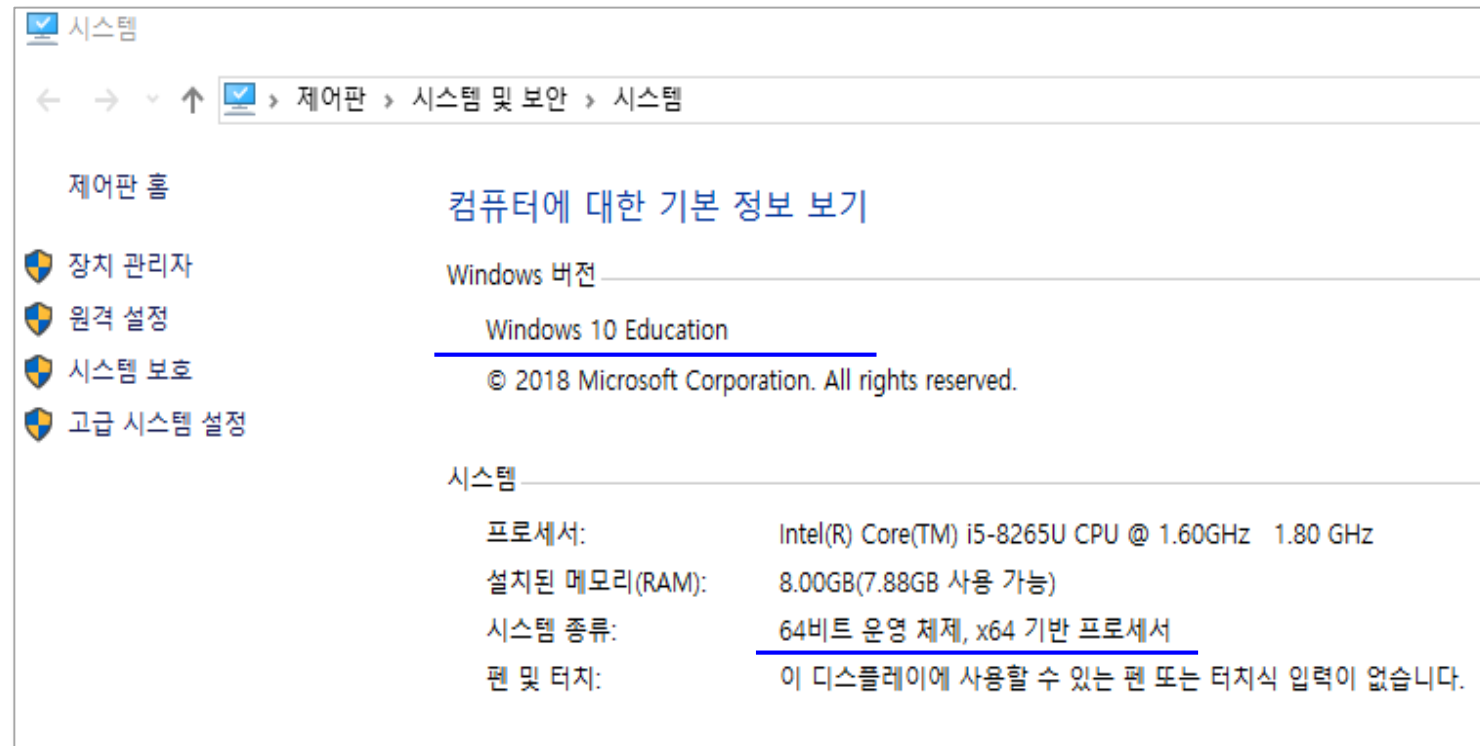 시스템
제어판 › 시스템 및 보안 › 시스템
제어판 홈
장치 관리자
원격 설정
시스템 보호
고급 시스템 설정
컴퓨터에 대한 기본 정보 보기
Windows 버전
Windows 10 Education
© 2018 Microsoft Corporation. All rights reserved.
시스템
프로세서: Intel(R) Core(TM) i5-8265U CPU @ 1.60GHz 1.80 GHz
설치된 메모리(RAM): 8.00GB(7.88GB 사용 가능)
시스템 종류: 64비트 운영 체제, x64 기반 프로세서
펜 및 터치: 이 디스플레이에 사용할 수 있는 펜 또는 터치식 입력이 없습니다.